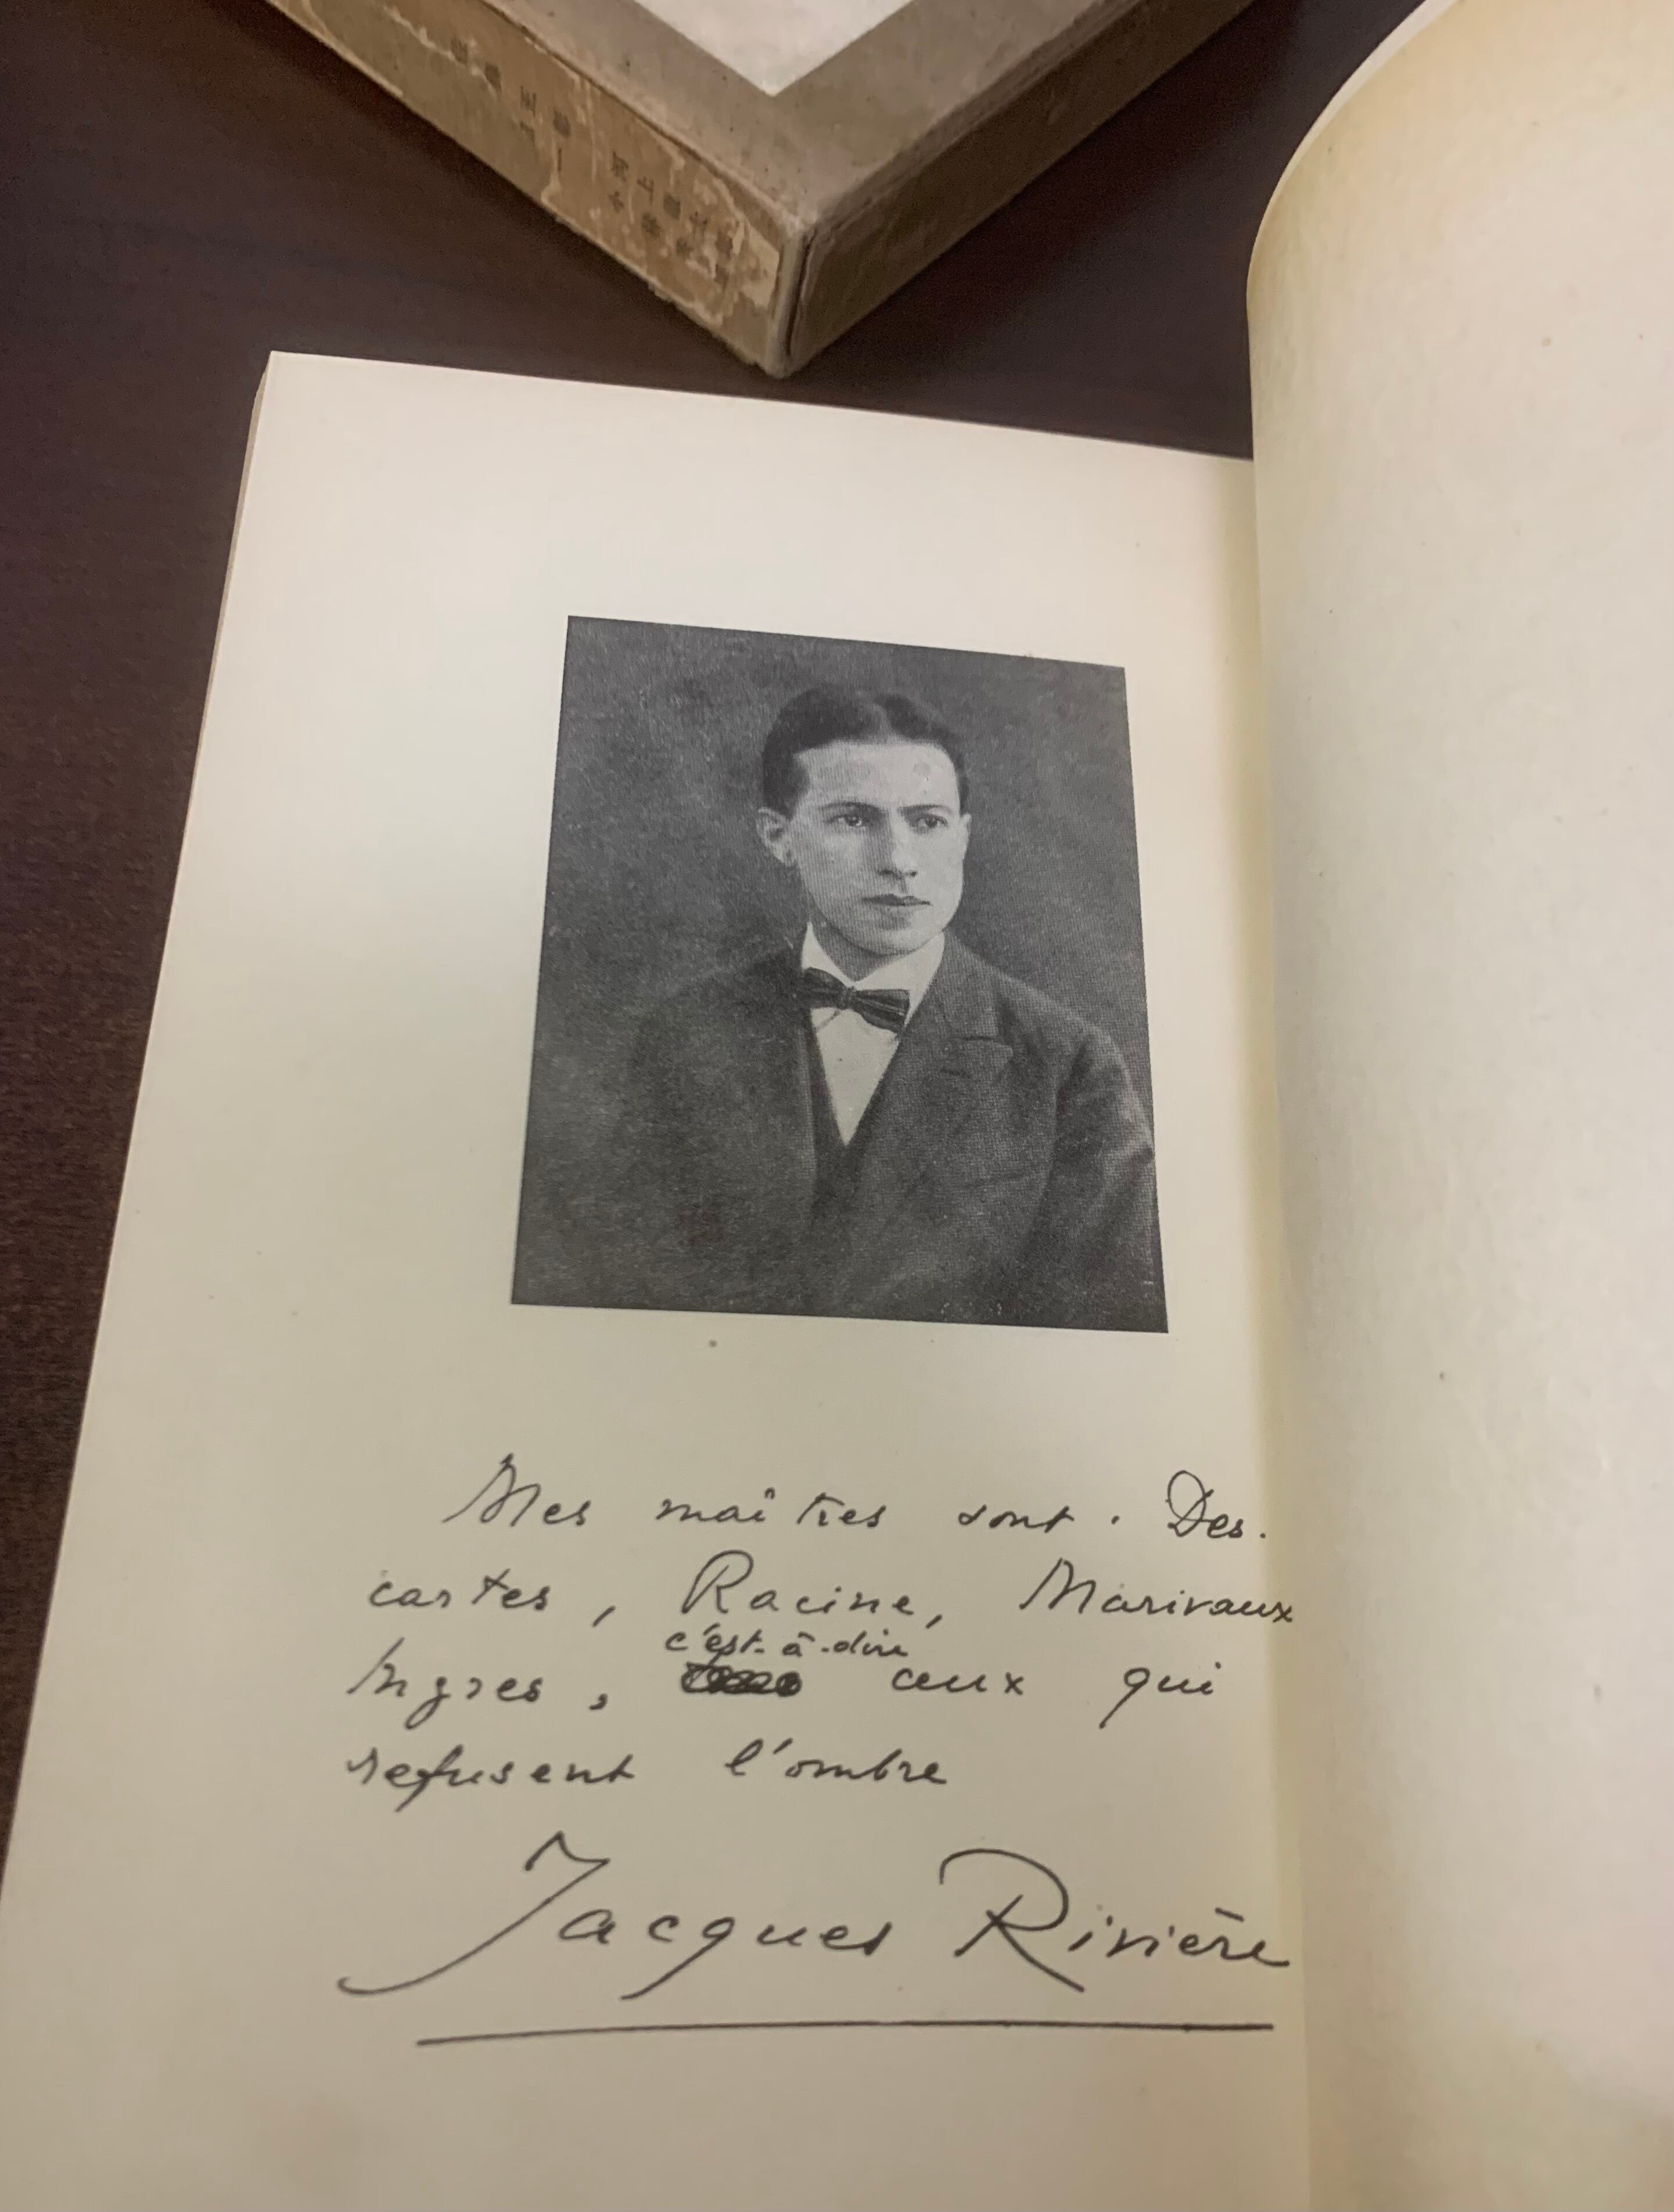 Mes maîtres sont. Des.
cartes, Racine, Marivaux
c'est-à-dire
Ingres, ceux qui
refusent l'ombre
Jacques Rivière